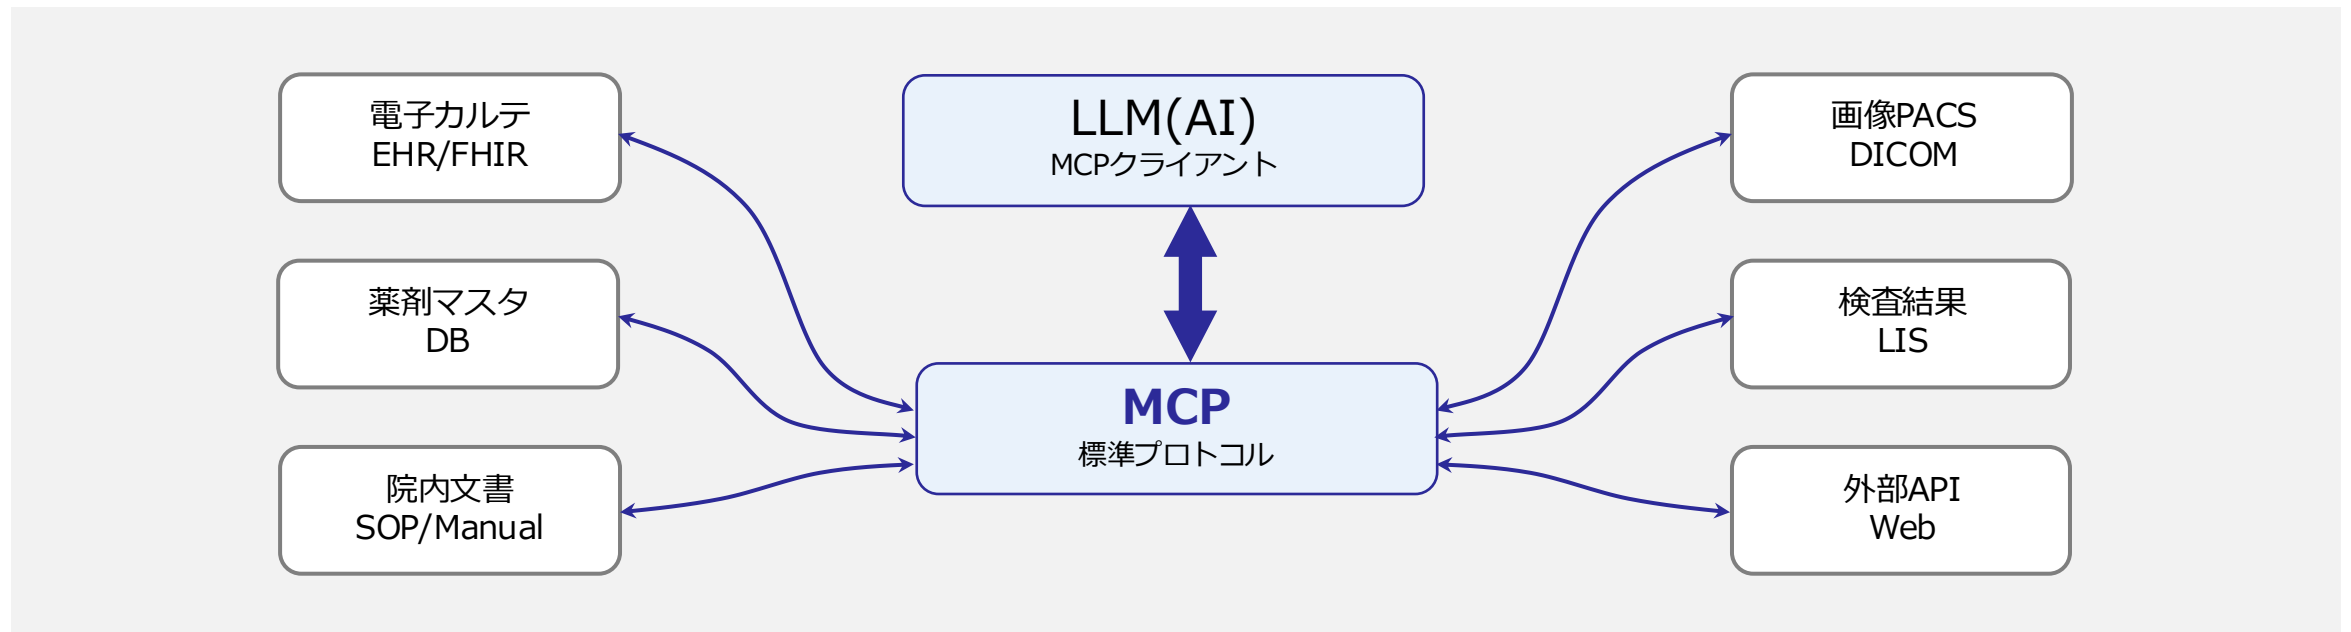 電子カルテ
EHR/FHIR
LLM(AI)
MCPクライアント
画像PACS
DICOM
薬剤マスタ
DB
検査結果
LIS
MCP
標準プロトコル
院内文書
SOP/Manual
外部API
Web